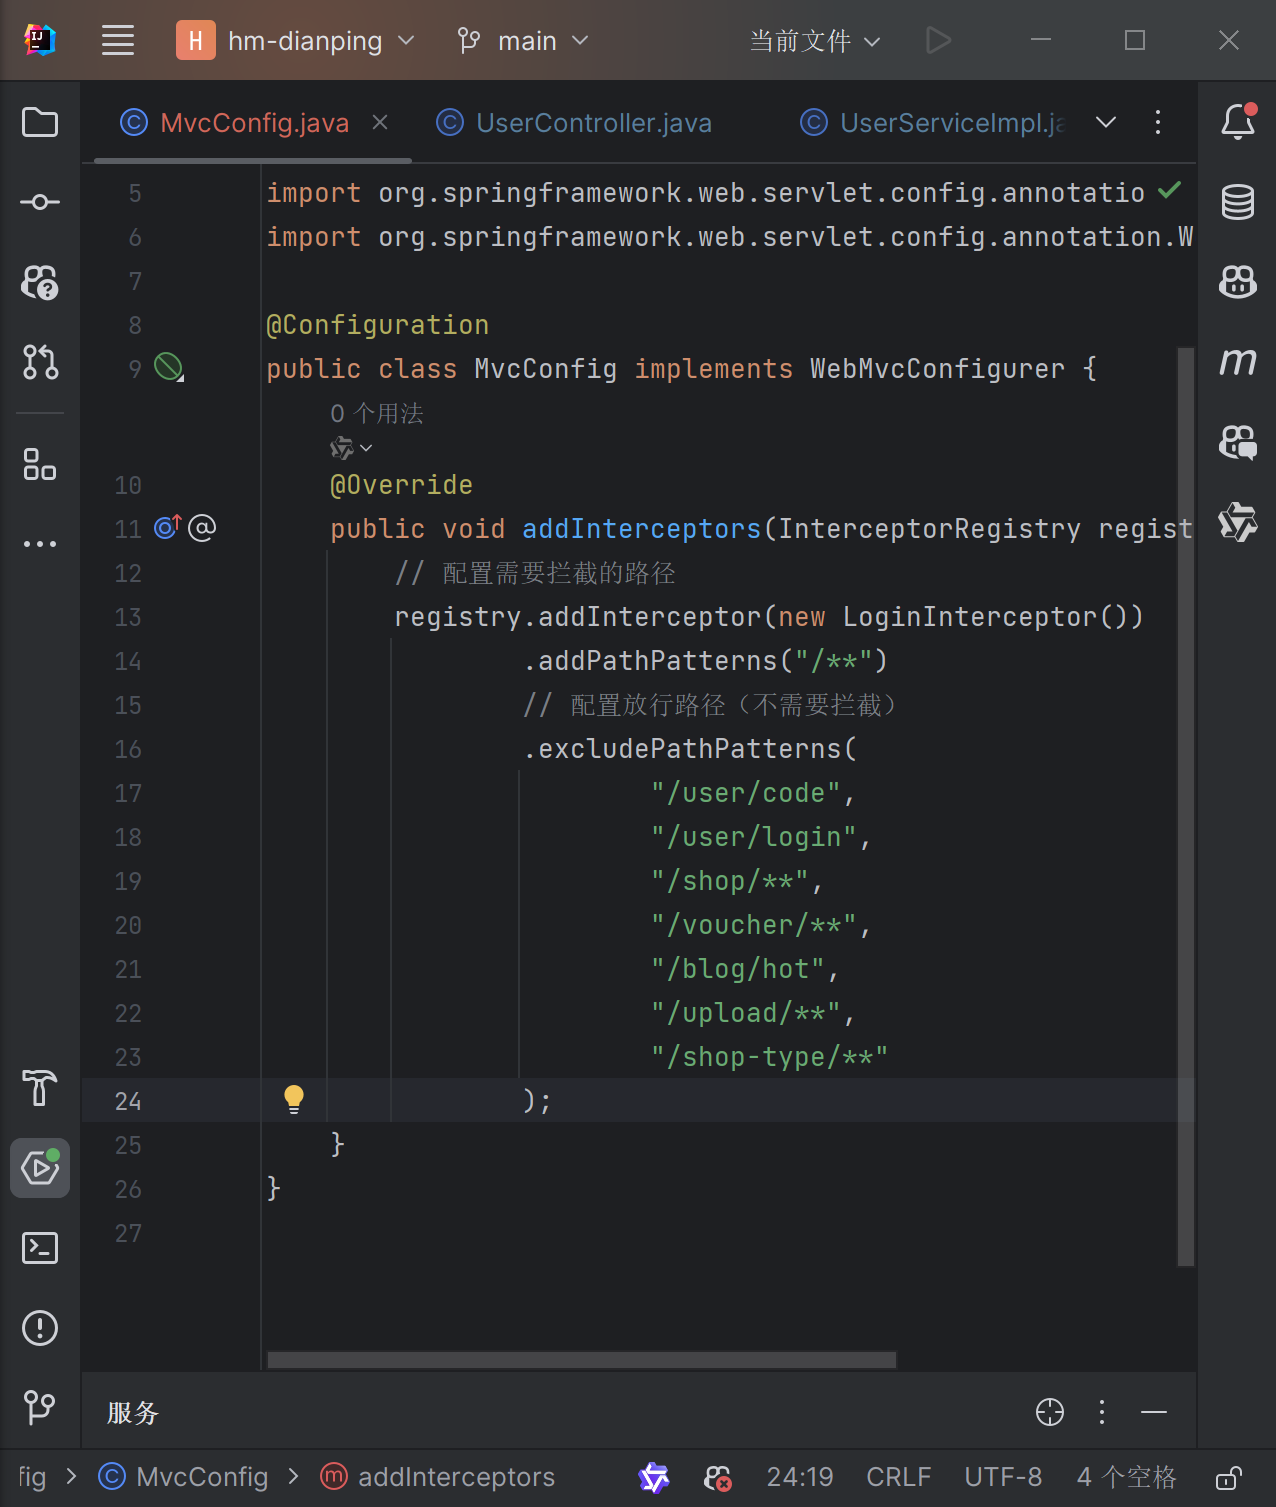 H hm-dianping main 当前文件
MvcConfig.java UserController.java UserServiceImpl.ja
5 import org.springframework.web.servlet.config.annotatio
6 import org.springframework.web.servlet.config.annotation.W
7
8 @Configuration
9 public class MvcConfig implements WebMvcConfigurer {
0 个用法
10 @Override
11 public void addInterceptors(InterceptorRegistry regist
12 // 配置需要拦截的路径
13 registry.addInterceptor(new LoginInterceptor())
14 .addPathPatterns("/**")
15 // 配置放行路径（不需要拦截）
16 .excludePathPatterns(
17 "/user/code",
18 "/user/login",
19 "/shop/**",
20 "/voucher/**",
21 "/blog/hot",
22 "/upload/**",
23 "/shop-type/**"
24 );
25 }
26 }
27
服务
fig MvcConfig addInterceptors 24:19 CRLF UTF-8 4 个空格